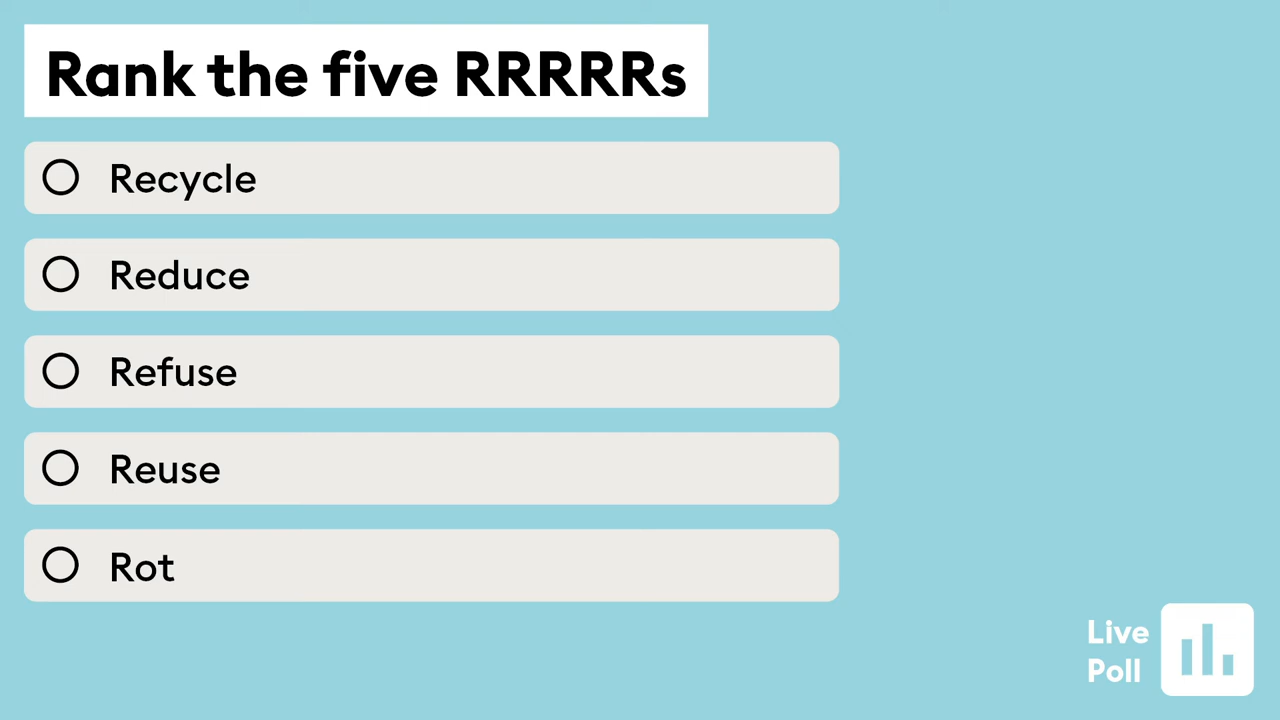 Rank the five RRRRRs
Recycle
Reduce
Refuse
Reuse
Rot
Live
Poll